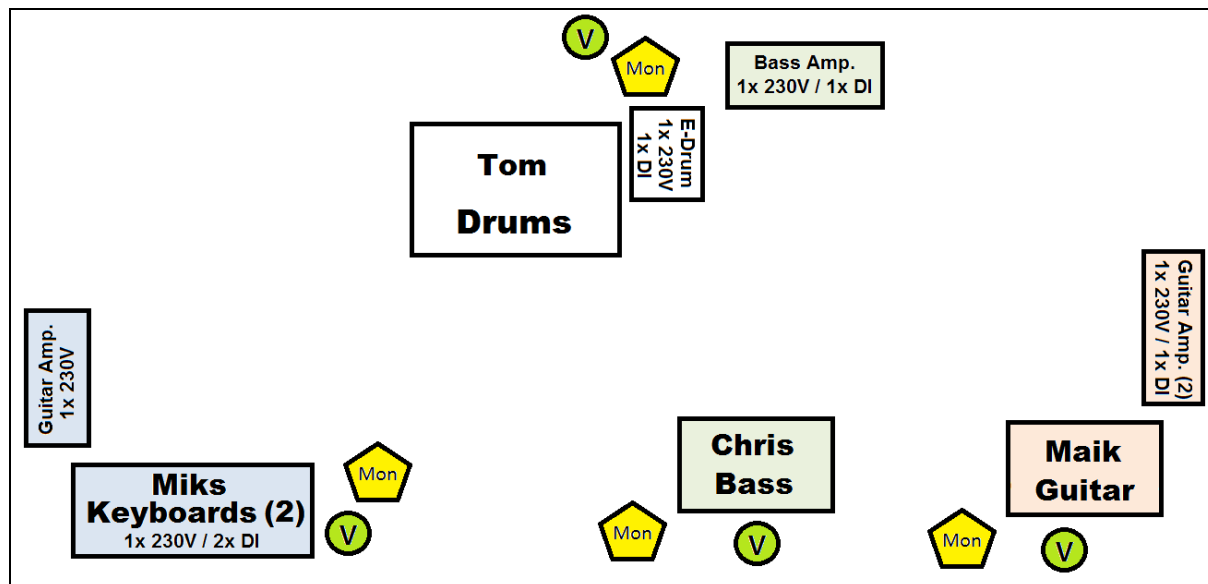 V
Mon
Bass Amp.
1x 230V / 1x DI
E-Drum
1x 230V
1x DI
Tom
Drums
Guitar Amp. (2)
1x 230V / 1x DI
Guitar Amp.
1x 230V
Miks
Keyboards (2)
1x 230V / 2x DI
Mon
V
Chris
Bass
Mon
V
Maik
Guitar
Mon
V